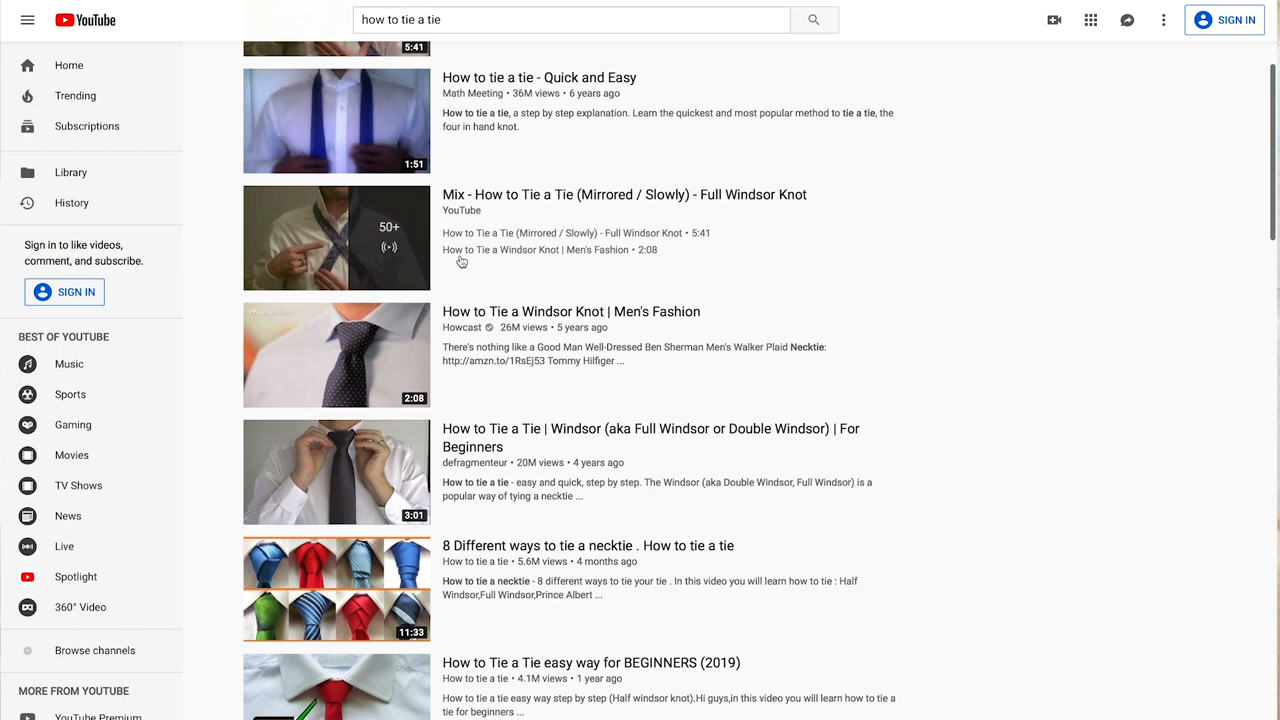 YouTube
how to tie a tie
SIGN IN
Home
Trending
Subscriptions
Library
History
Sign in to like videos,
comment, and subscribe.
SIGN IN
BEST OF YOUTUBE
Music
Sports
Gaming
Movies
TV Shows
News
Live
Spotlight
360° Video
Browse channels
MORE FROM YOUTUBE
YouTube Premium
5:41
1:51
How to tie a tie - Quick and Easy
Math Meeting • 36M views • 6 years ago
How to tie a tie, a step by step explanation. Learn the quickest and most popular method to tie a tie, the
four in hand knot.
50+
Mix - How to Tie a Tie (Mirrored / Slowly) - Full Windsor Knot
YouTube
How to Tie a Tie (Mirrored / Slowly) - Full Windsor Knot • 5:41
How to Tie a Windsor Knot | Men's Fashion • 2:08
2:08
How to Tie a Windsor Knot | Men's Fashion
Howcast 26M views • 5 years ago
There's nothing like a Good Man Well-Dressed Ben Sherman Men's Walker Plaid Necktie:
http://amzn.to/1RsEj53 Tommy Hilfiger ...
3:01
How to Tie a Tie | Windsor (aka Full Windsor or Double Windsor) | For
Beginners
defragmenteur • 20M views • 4 years ago
How to tie a tie - easy and quick, step by step. The Windsor (aka Double Windsor, Full Windsor) is a
popular way of tying a necktie ...
11:33
8 Different ways to tie a necktie . How to tie a tie
How to tie a tie • 5.6M views • 4 months ago
How to tie a necktie - 8 different ways to tie your tie . In this video you will learn how to tie : Half
Windsor,Full Windsor,Prince Albert ...
How to Tie a Tie easy way for BEGINNERS (2019)
How to tie a tie • 4.1M views • 1 year ago
How to tie a tie easy way step by step (Half windsor knot).Hi guys,in this video you will learn how to tie a
tie for beginners ...